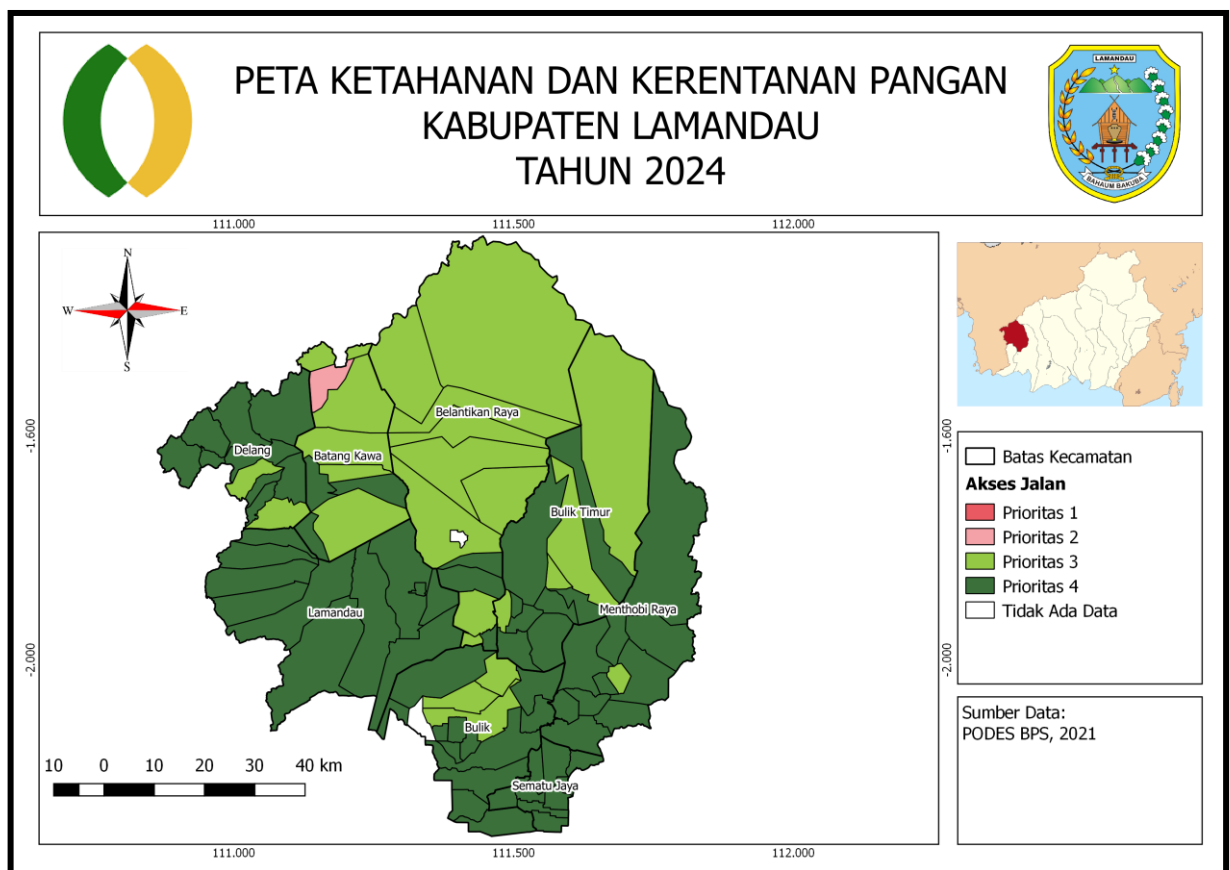 PETA KETAHANAN DAN KERENTANAN PANGAN
KABUPATEN LAMANDAU
TAHUN 2024
LAMANDAU
BAHAUM BAKUBA
111.000
111.500
112.000
N
W
E
S
-1.600
-1.600
Belantikan Raya
Delang
Batang Kawa
Bulik Timur
Lamandau
Menthobi Raya
-2.000
-2.000
Bulik
Sematu Jaya
10 0 10 20 30 40 km
111.000
111.500
112.000
Batas Kecamatan
Akses Jalan
Prioritas 1
Prioritas 2
Prioritas 3
Prioritas 4
Tidak Ada Data
Sumber Data:
PODES BPS, 2021